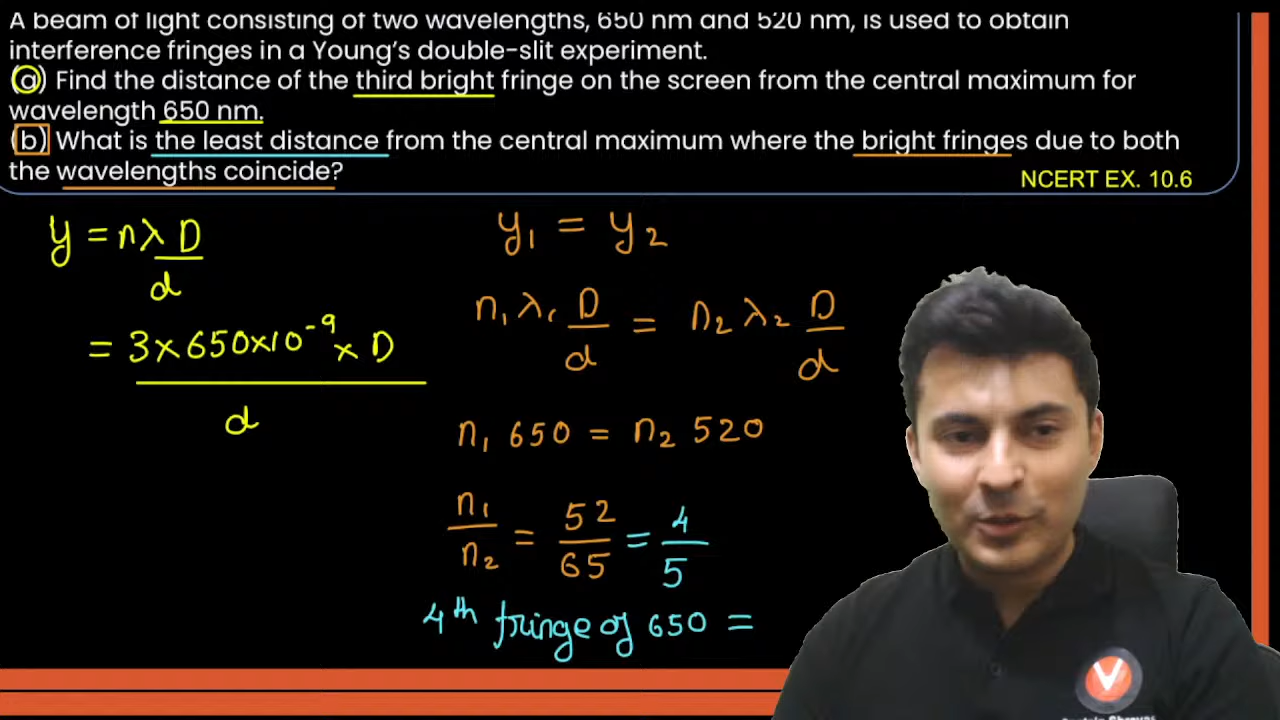 A beam of light consisting of two wavelengths, 650 nm and 520 nm, is used to obtain
interference fringes in a Young's double-slit experiment.
(a) Find the distance of the third bright fringe on the screen from the central maximum for
wavelength 650 nm.
(b) What is the least distance from the central maximum where the bright fringes due to both
the wavelengths coincide?
NCERT EX. 10.6
y = nλ D
d
= 3 × 650 × 10⁻⁹ × D
d
y₁ = y₂
n₁ λ₁ D/d = n₂ λ₂ D/d
n₁ 650 = n₂ 520
n₁/n₂ = 52/65 = 4/5
4th fringe of 650 =